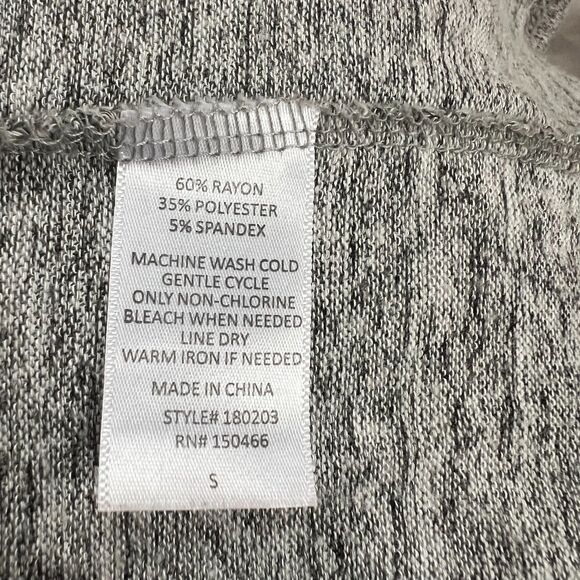 60% RAYON
35% POLYESTER
5% SPANDEX
MACHINE WASH COLD
GENTLE CYCLE
ONLY NON-CHLORINE
BLEACH WHEN NEEDED
LINE DRY
WARM IRON IF NEEDED
MADE IN CHINA
STYLE# 180203
RN# 150466
S